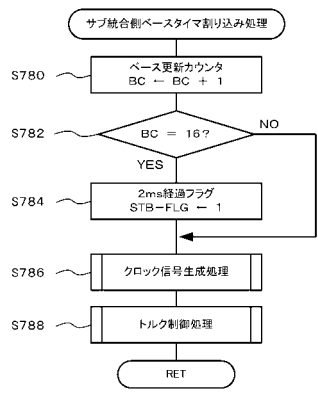 サブ統合側ベースタイマ割り込み処理
S780
ベース更新カウンタ
BC ← BC + 1
S782
BC = 16?
NO
YES
S784
2ms経過フラグ
STB-FLG ← 1
S786
クロック信号生成処理
S788
トルク制御処理
RET